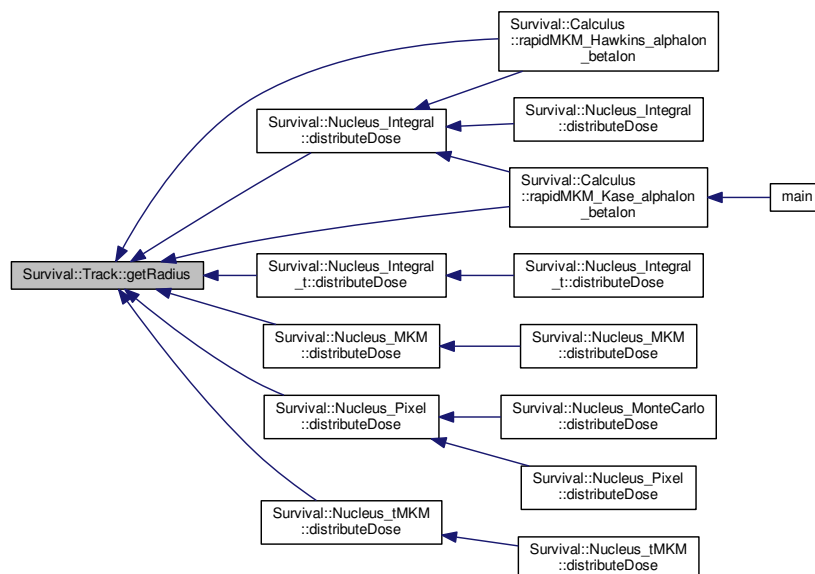 Survival::Calculus
::rapidMKM_Hawkins_alphaIon
_betaIon
Survival::Nucleus_Integral
::distributeDose
Survival::Nucleus_Integral
::distributeDose
Survival::Calculus
::rapidMKM_Kase_alphaIon
_betaIon
main
Survival::Track::getRadius
Survival::Nucleus_Integral
_t::distributeDose
Survival::Nucleus_Integral
_t::distributeDose
Survival::Nucleus_MKM
::distributeDose
Survival::Nucleus_MKM
::distributeDose
Survival::Nucleus_Pixel
::distributeDose
Survival::Nucleus_MonteCarlo
::distributeDose
Survival::Nucleus_Pixel
::distributeDose
Survival::Nucleus_tMKM
::distributeDose
Survival::Nucleus_tMKM
::distributeDose